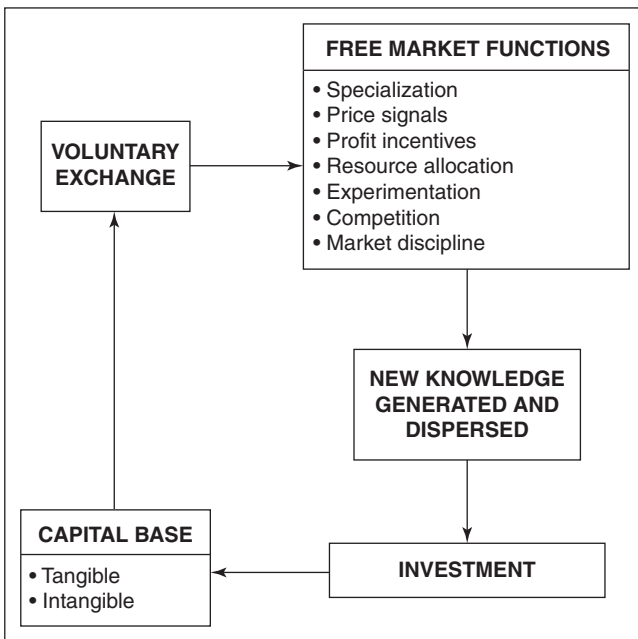 FREE MARKET FUNCTIONS
• Specialization
• Price signals
• Profit incentives
• Resource allocation
• Experimentation
• Competition
• Market discipline
VOLUNTARY
EXCHANGE
NEW KNOWLEDGE
GENERATED AND
DISPERSED
CAPITAL BASE
• Tangible
• Intangible
INVESTMENT